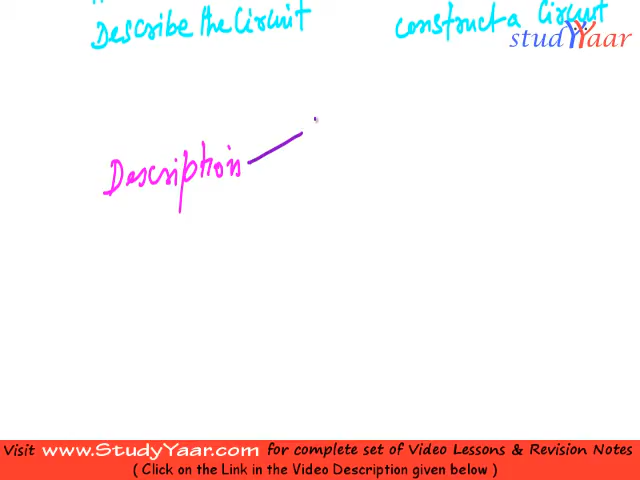 Describe the Circuit
construct a Circuit
studYYaar
Description
Visit www.StudyYaar.com for complete set of Video Lessons & Revision Notes
( Click on the Link in the Video Description given below )